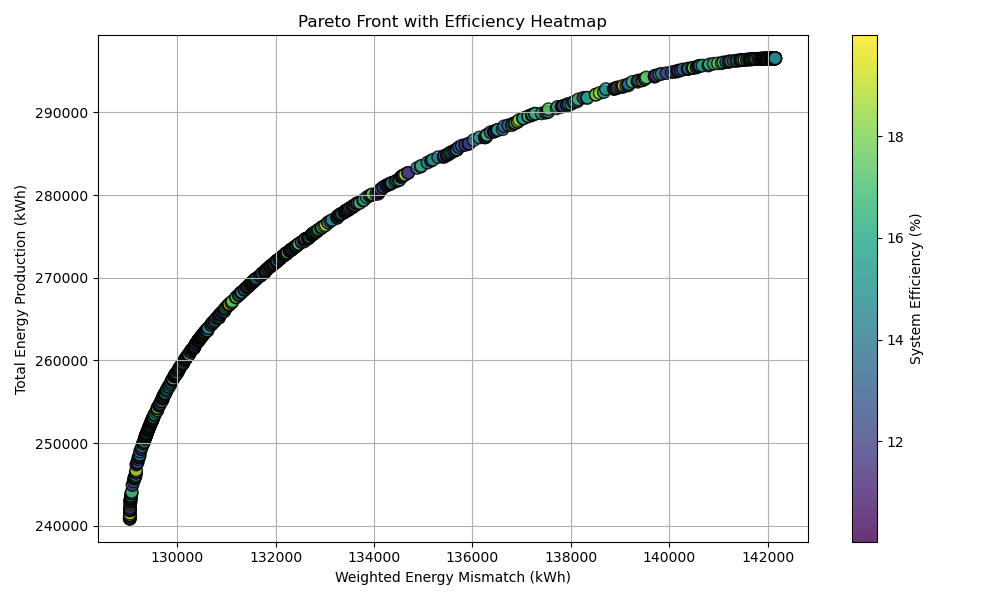 Pareto Front with Efficiency Heatmap
Total Energy Production (kWh)
290000
280000
270000
260000
250000
240000
130000 132000 134000 136000 138000 140000 142000
Weighted Energy Mismatch (kWh)
18
16
14
12
System Efficiency (%)